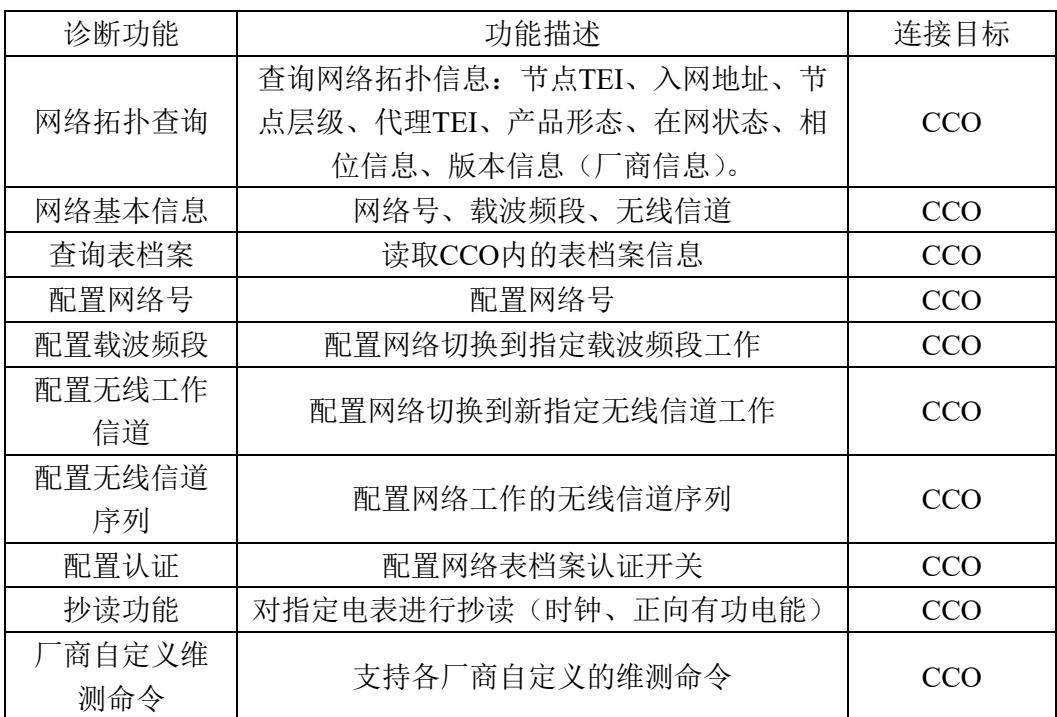 诊断功能 功能描述 连接目标
查询网络拓扑信息：节点TEI、入网地址、节
网络拓扑查询 点层级、代理TEI、产品形态、在网状态、相 CCO
位信息、版本信息（厂商信息）。
网络基本信息 网络号、载波频段、无线信道 CCO
查询表档案 读取CCO内的表档案信息 CCO
配置网络号 配置网络号 CCO
配置载波频段 配置网络切换到指定载波频段工作 CCO
配置无线工作
信道
配置网络切换到新指定无线信道工作 CCO
配置无线信道
序列
配置网络工作的无线信道序列 CCO
配置认证 配置网络表档案认证开关 CCO
抄读功能 对指定电表进行抄读（时钟、正向有功电能） CCO
厂商自定义维
测命令
支持各厂商自定义的维测命令 CCO